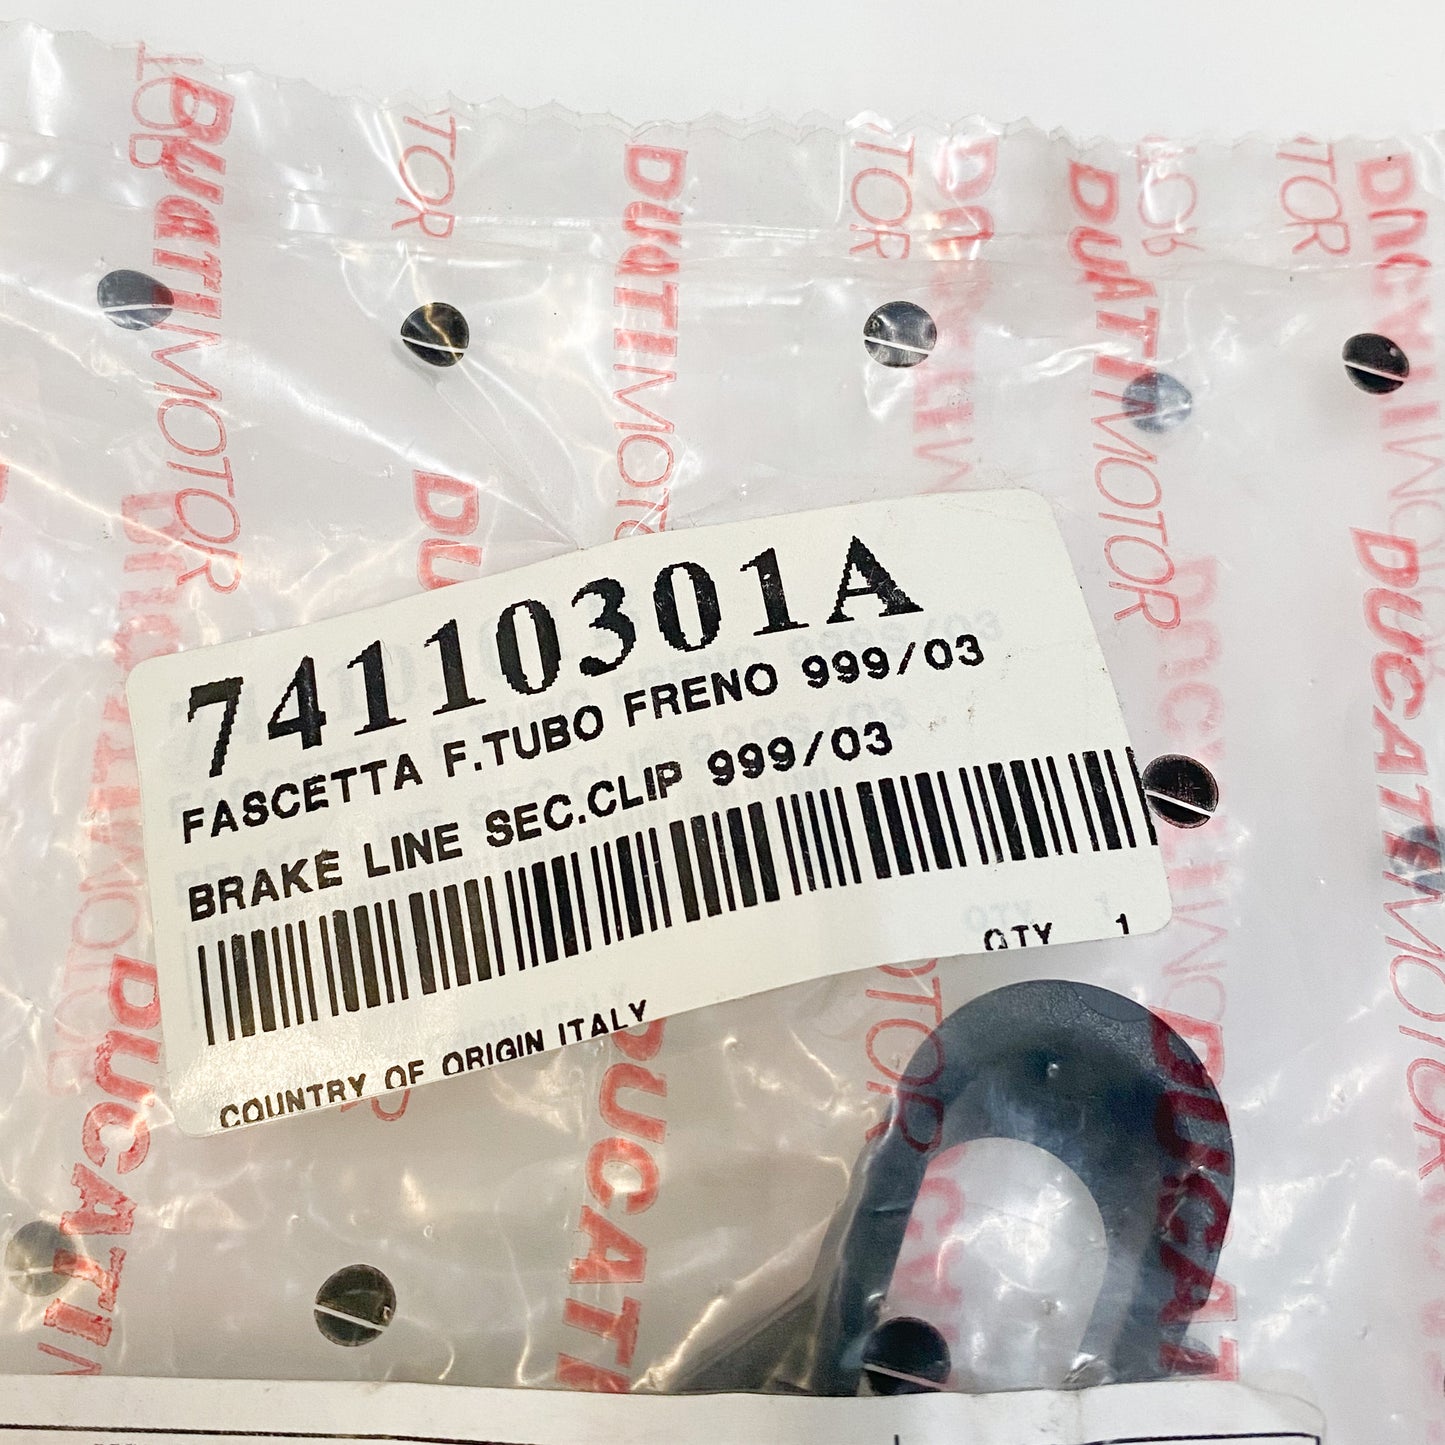 74110301A
FASCETTA F.TUBO FRENO 999/03
BRAKE LINE SEC.CLIP 999/03
QTY 1
COUNTRY OF ORIGIN ITALY
DUCATIMOTOR
DUCATIMOTOR
DUCATIMOTOR
DUCATIMOTOR